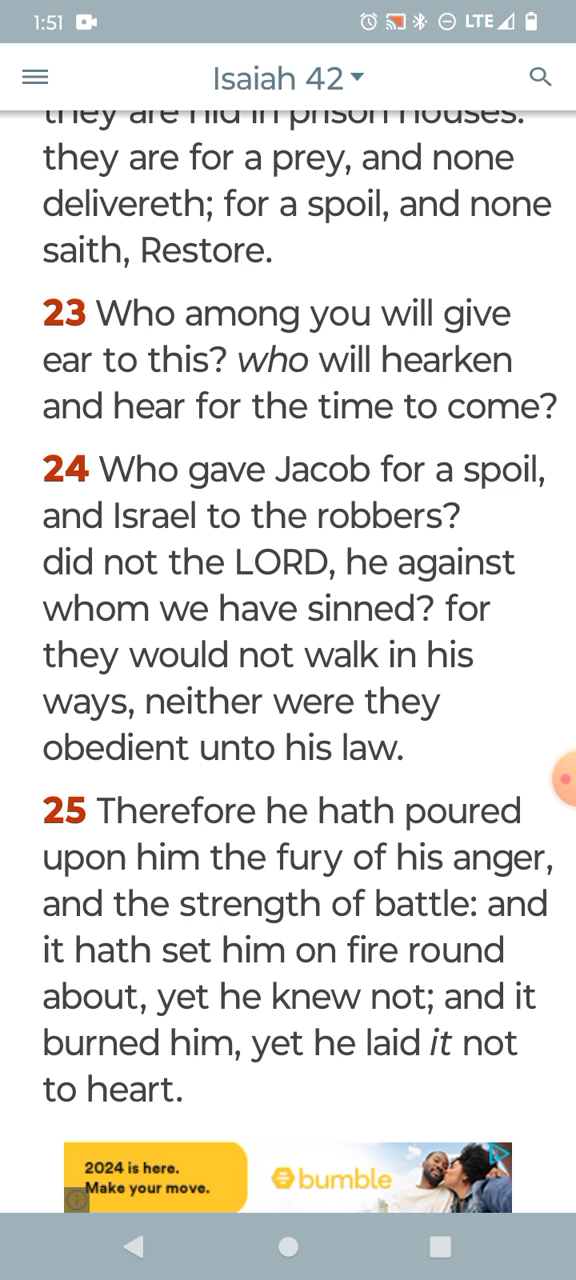 1:51 LTE
Isaiah 42
they are hid in prison houses:
they are for a prey, and none
delivereth; for a spoil, and none
saith, Restore.
23 Who among you will give
ear to this? who will hearken
and hear for the time to come?
24 Who gave Jacob for a spoil,
and Israel to the robbers?
did not the LORD, he against
whom we have sinned? for
they would not walk in his
ways, neither were they
obedient unto his law.
25 Therefore he hath poured
upon him the fury of his anger,
and the strength of battle: and
it hath set him on fire round
about, yet he knew not; and it
burned him, yet he laid it not
to heart.
2024 is here.
Make your move.
bumble